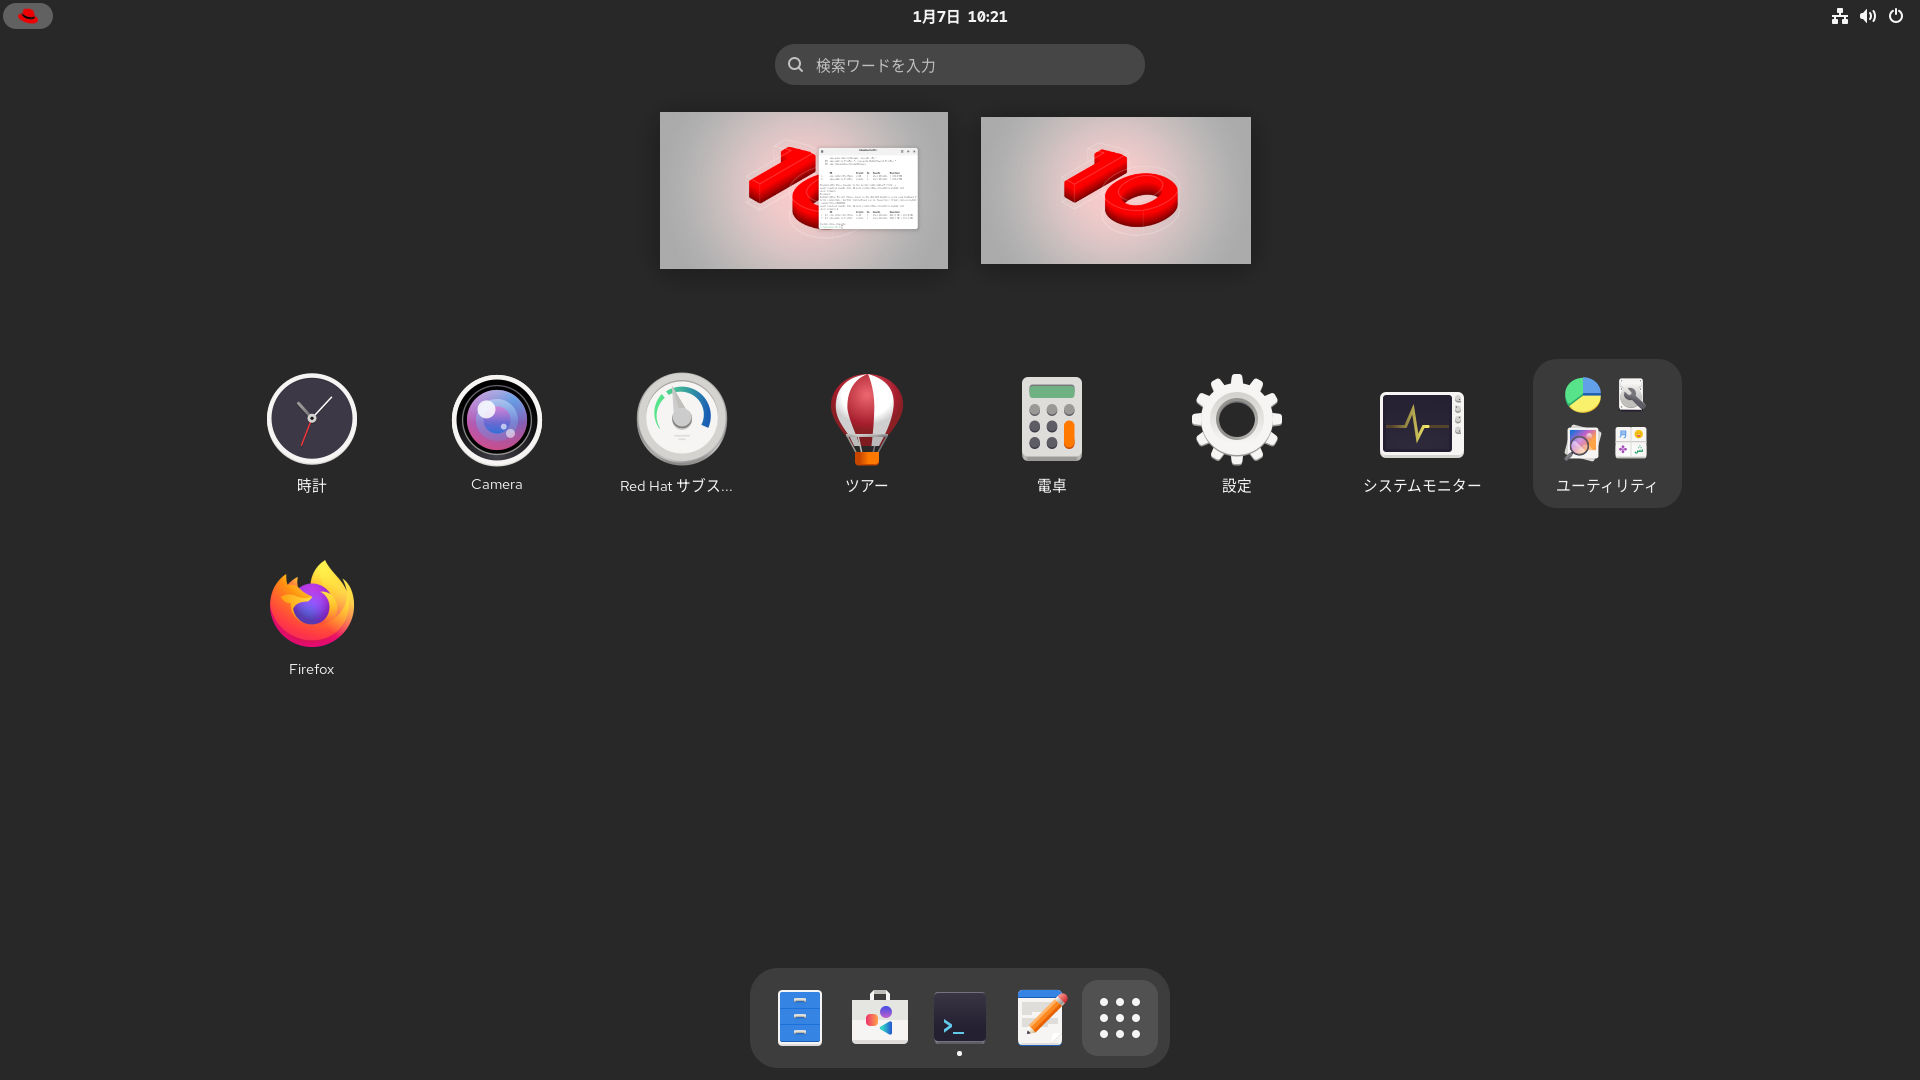 1月7日 10:21
検索ワードを入力
時計
Camera
Red Hat サブス...
ツアー
電卓
設定
システムモニター
ユーティリティ
Firefox